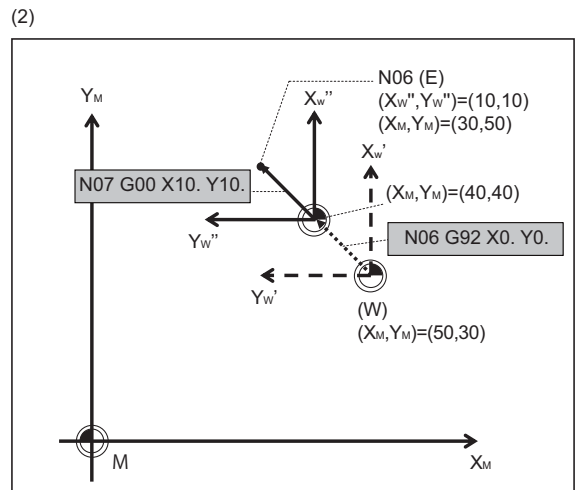 (2)
N06 (E)
(Xw",Yw")=(10,10)
(XM,YM)=(30,50)
YM
Xw"
Xw'
N07 G00 X10. Y10.
(XM,YM)=(40,40)
Yw"
N06 G92 X0. Y0.
Yw'
(W)
(XM,YM)=(50,30)
M
XM